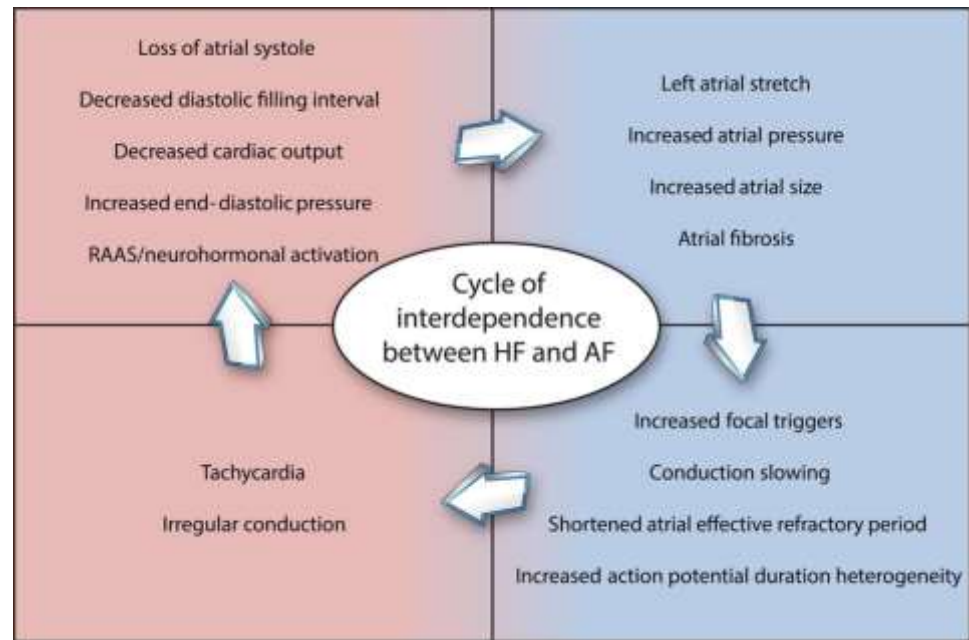 Loss of atrial systole
Decreased diastolic filling interval
Decreased cardiac output
Increased end-diastolic pressure
RAAS/neurohormonal activation
Left atrial stretch
Increased atrial pressure
Increased atrial size
Atrial fibrosis
Cycle of
interdependence
between HF and AF
Increased focal triggers
Conduction slowing
Shortened atrial effective refractory period
Increased action potential duration heterogeneity
Tachycardia
Irregular conduction